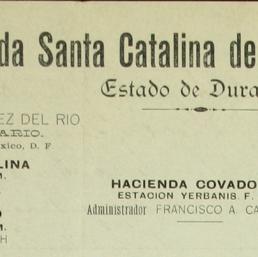 da Santa Catalina de
Estado de Dura
EZ DEL RIO
ARIO.
xico, D. F.
LINA
M.
HACIENDA COVADO
ESTACION YERBANIS. F.
Administrador FRANCISCO A. CA
M.
H